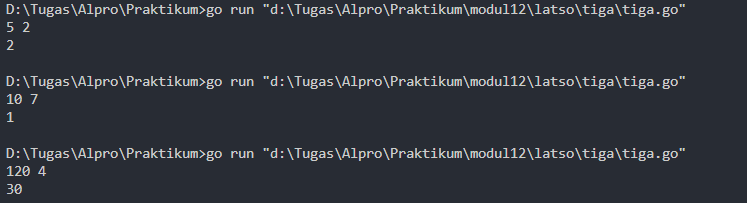 D:\Tugas\Alpro\Praktikum>go run "d:\Tugas\Alpro\Praktikum\modul12\latso\tiga\tiga.go"
5 2
2
D:\Tugas\Alpro\Praktikum>go run "d:\Tugas\Alpro\Praktikum\modul12\latso\tiga\tiga.go"
10 7
1
D:\Tugas\Alpro\Praktikum>go run "d:\Tugas\Alpro\Praktikum\modul12\latso\tiga\tiga.go"
120 4
30